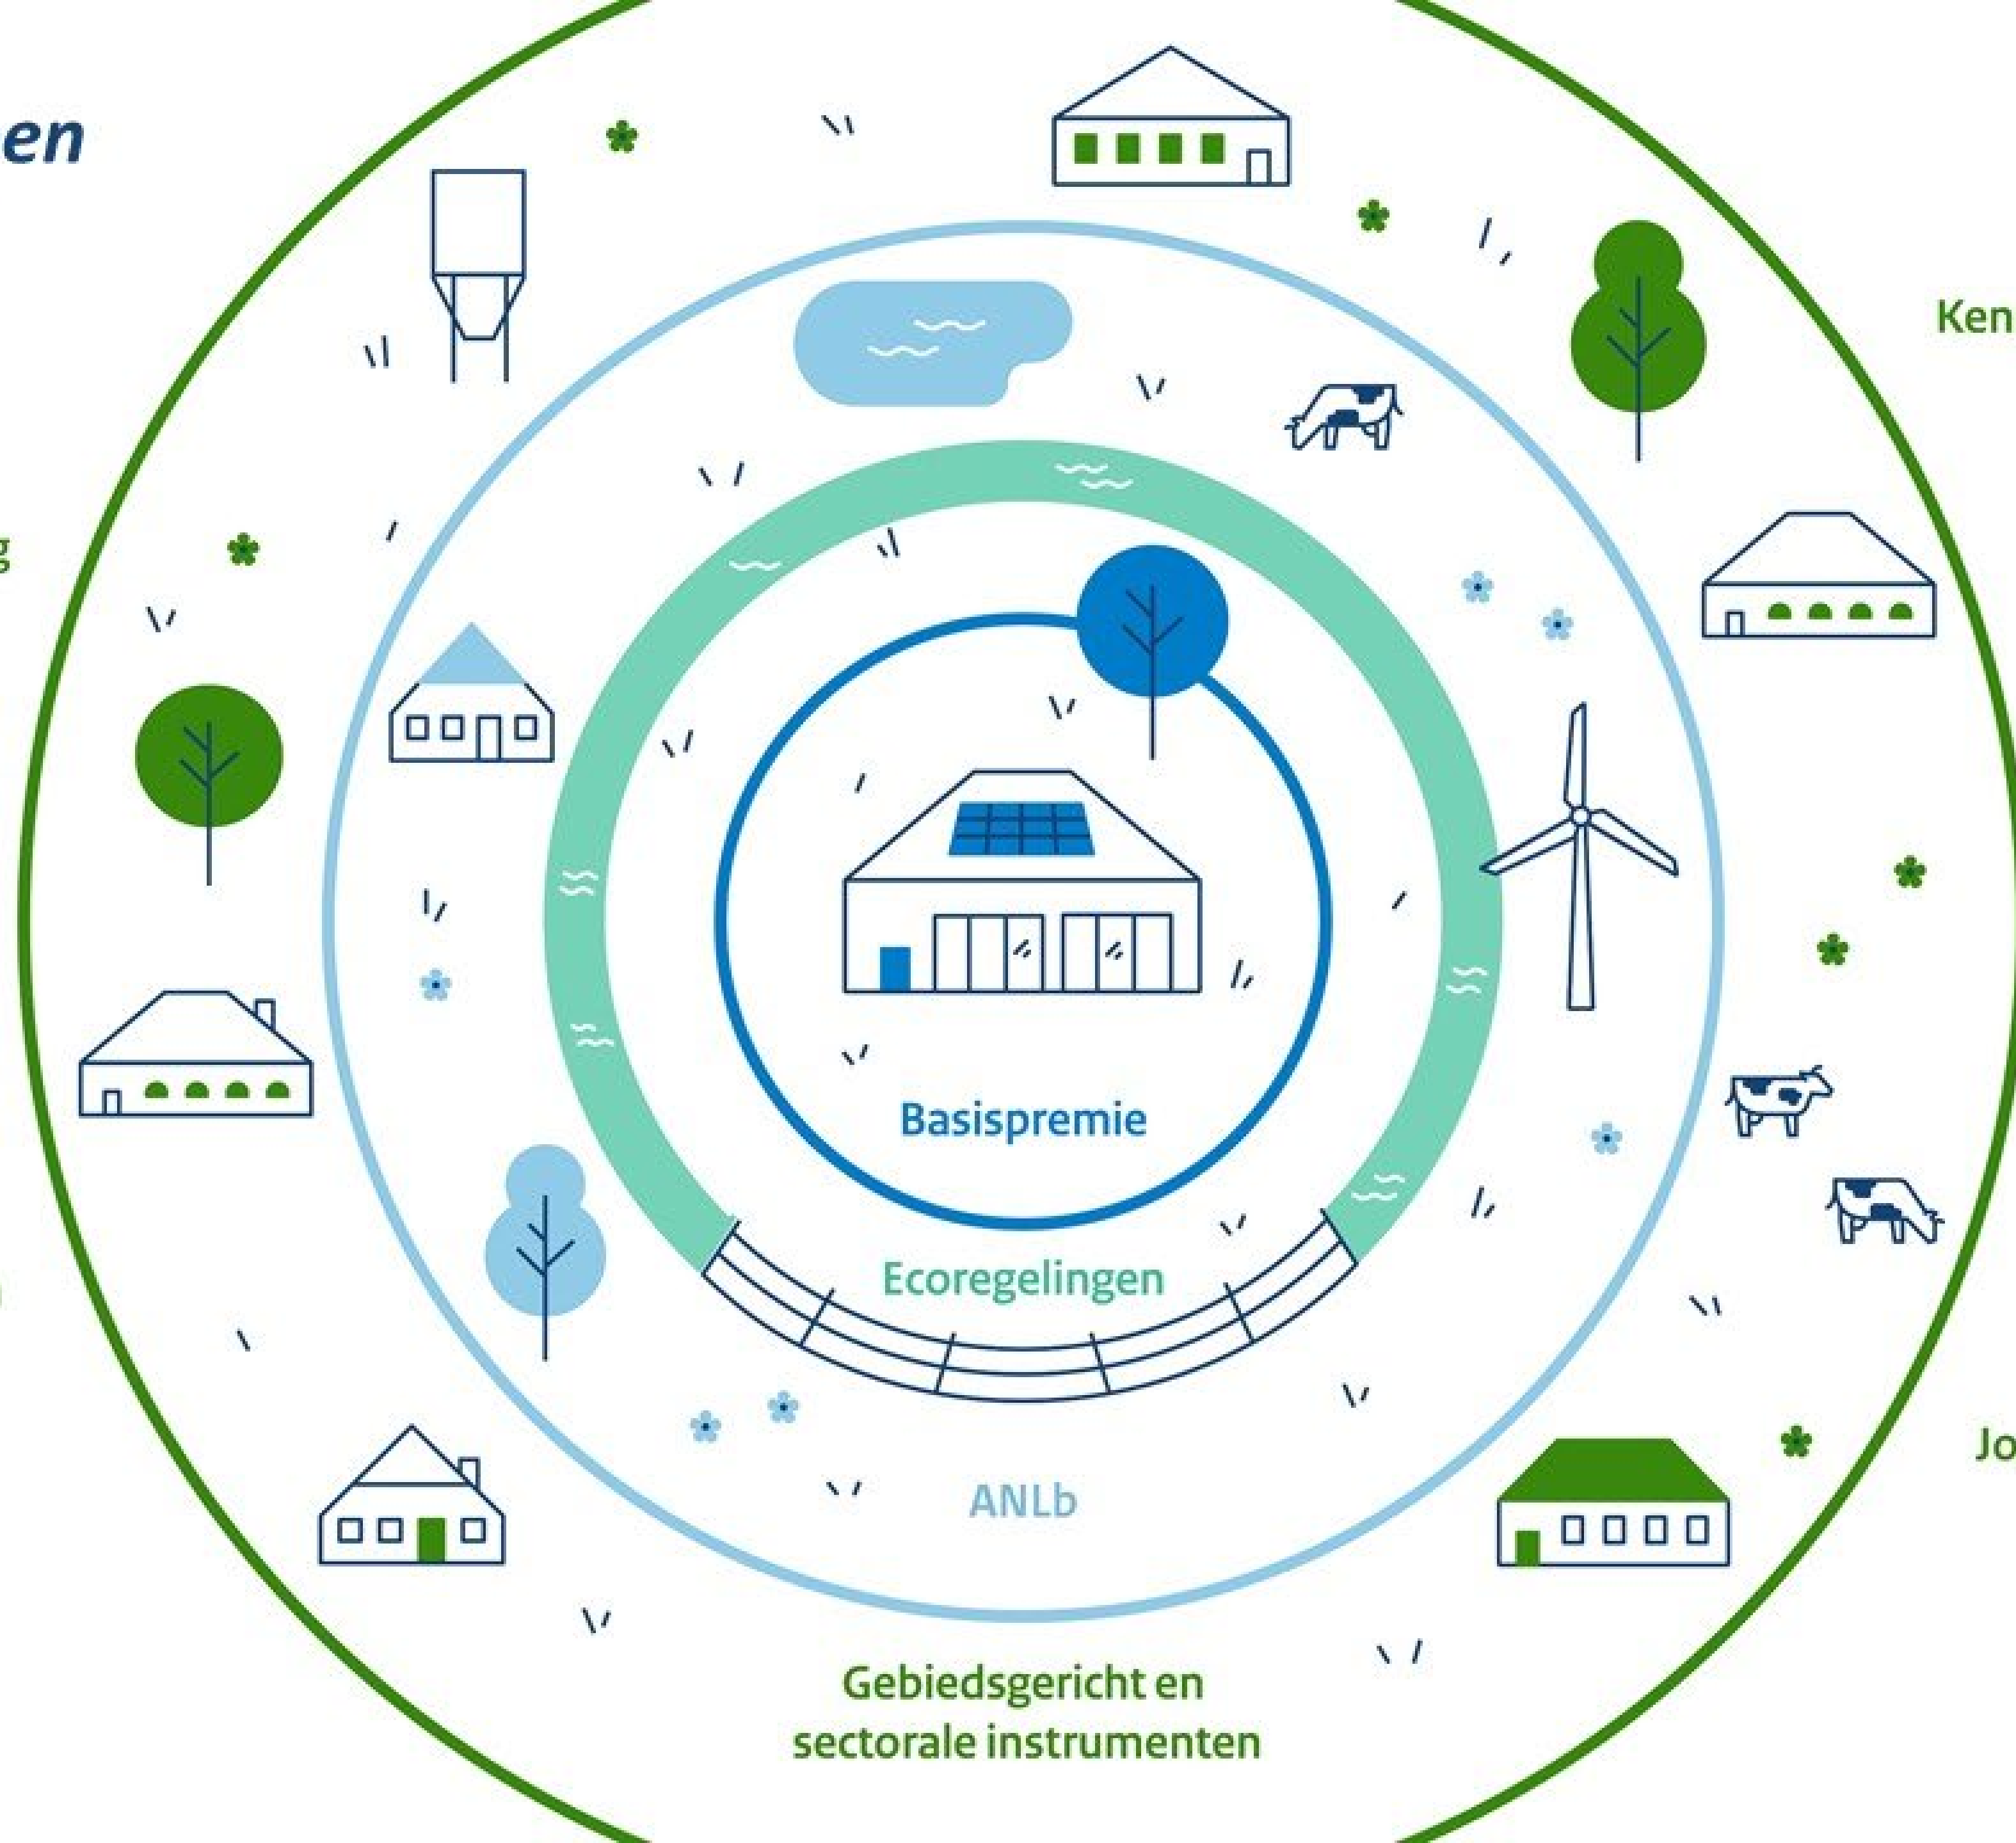 en
Ken
g
Basispremie
Ecoregelingen
Jo
ANLb
Gebiedsgericht en
sectorale instrumenten